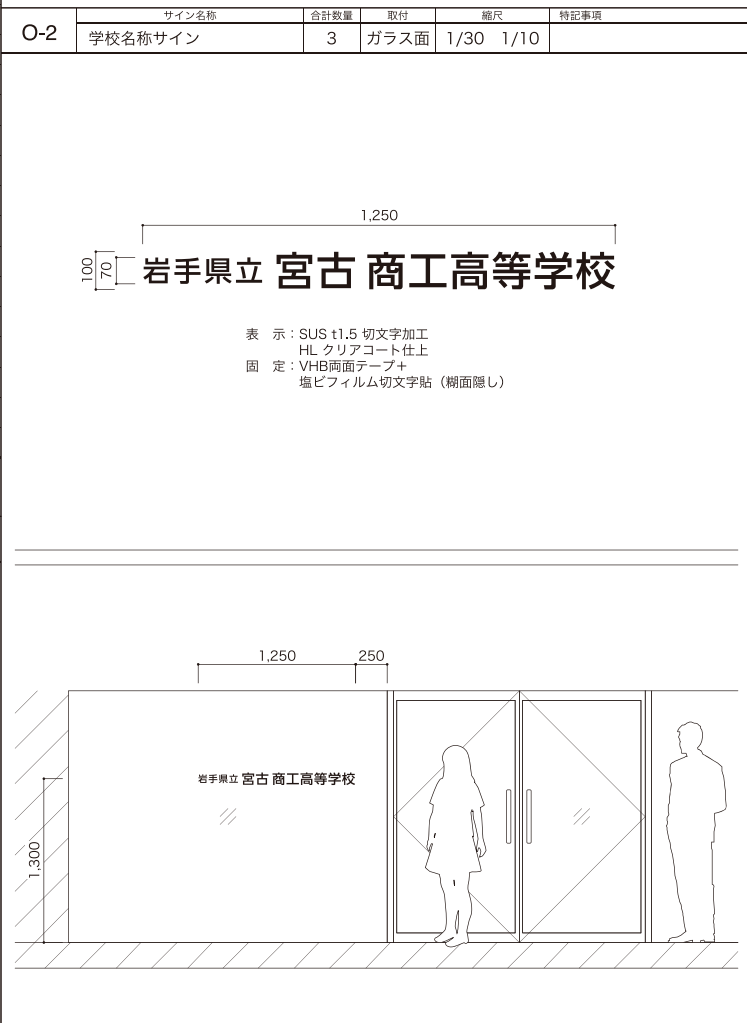 O-2
サイン名称 合計数量 取付 縮尺 特記事項
学校名称サイン 3 ガラス面 1/30 1/10
1,250
100
70
岩手県立 宮古 商工高等学校
表 示：SUS t1.5 切文字加工
HL クリアコート仕上
固 定：VHB両面テープ＋
塩ビフィルム切文字貼（糊面隠し）
1,250 250
岩手県立 宮古 商工高等学校
1,300